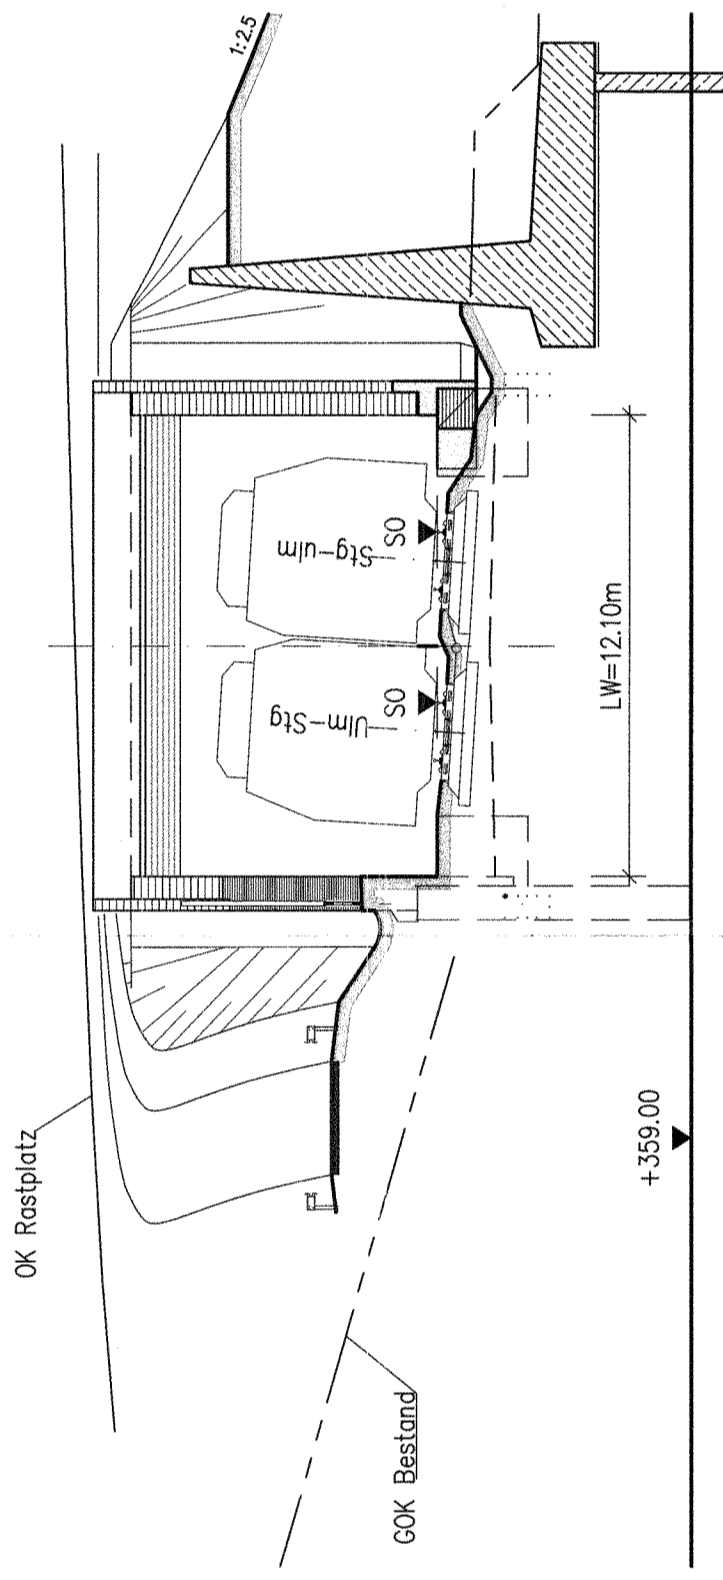 1:2.5
OK Rastplatz
Stg-ulm
SO
Ulm-Stg
SO
LW=12.10m
+359.00
GOK Bestand